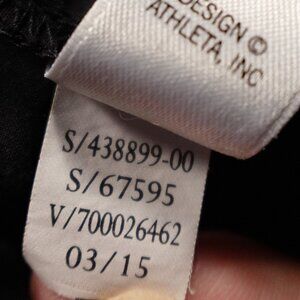 DESIGN ©
ATHLETA, INC
S/438899-00
S/67595
V/700026462
03/15